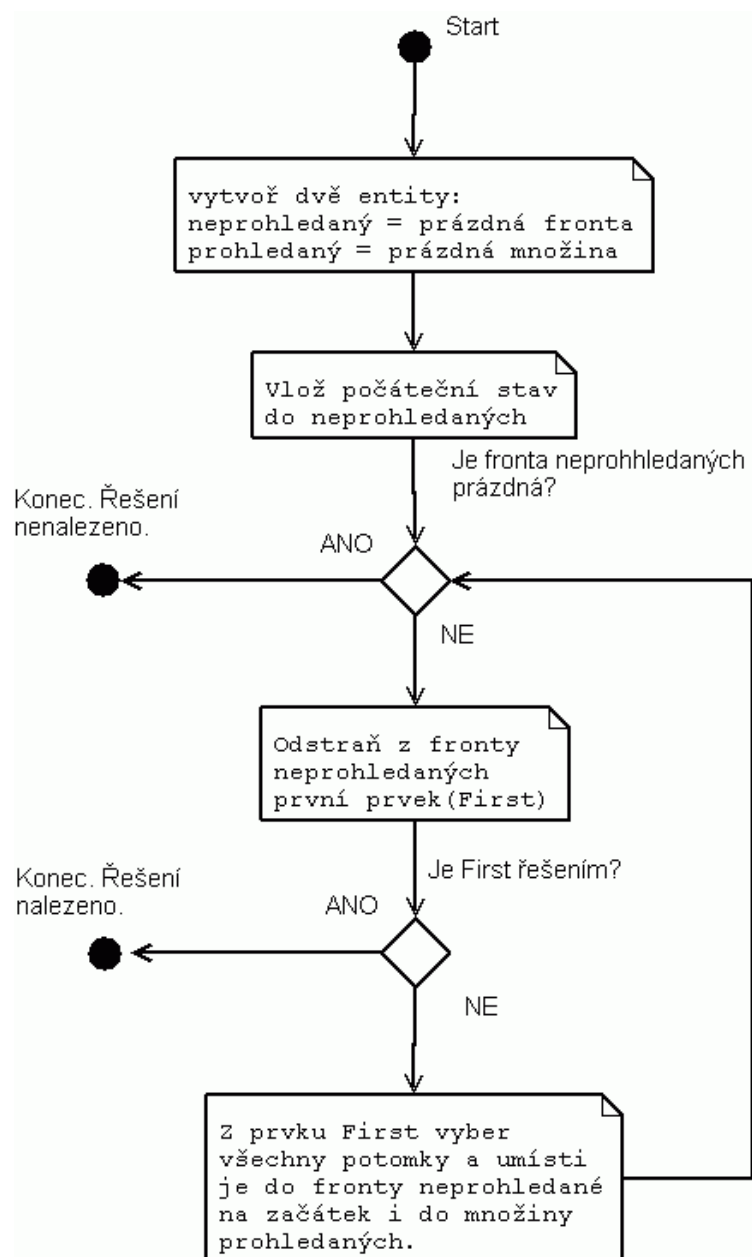 Start
vytvoř dvě entity:
neprohledaný = prázdná fronta
prohledaný = prázdná množina
Vlož počáteční stav
do neprohledaných
Je fronta neprohhledaných
prázdná?
Konec. Řešení
nenalezeno.
ANO
NE
Odstraň z fronty
neprohledaných
první prvek(First)
Je First řešením?
Konec. Řešení
nalezeno.
ANO
NE
Z prvku First vyber
všechny potomky a umísti
je do fronty neprohledané
na začátek i do množiny
prohledaných.